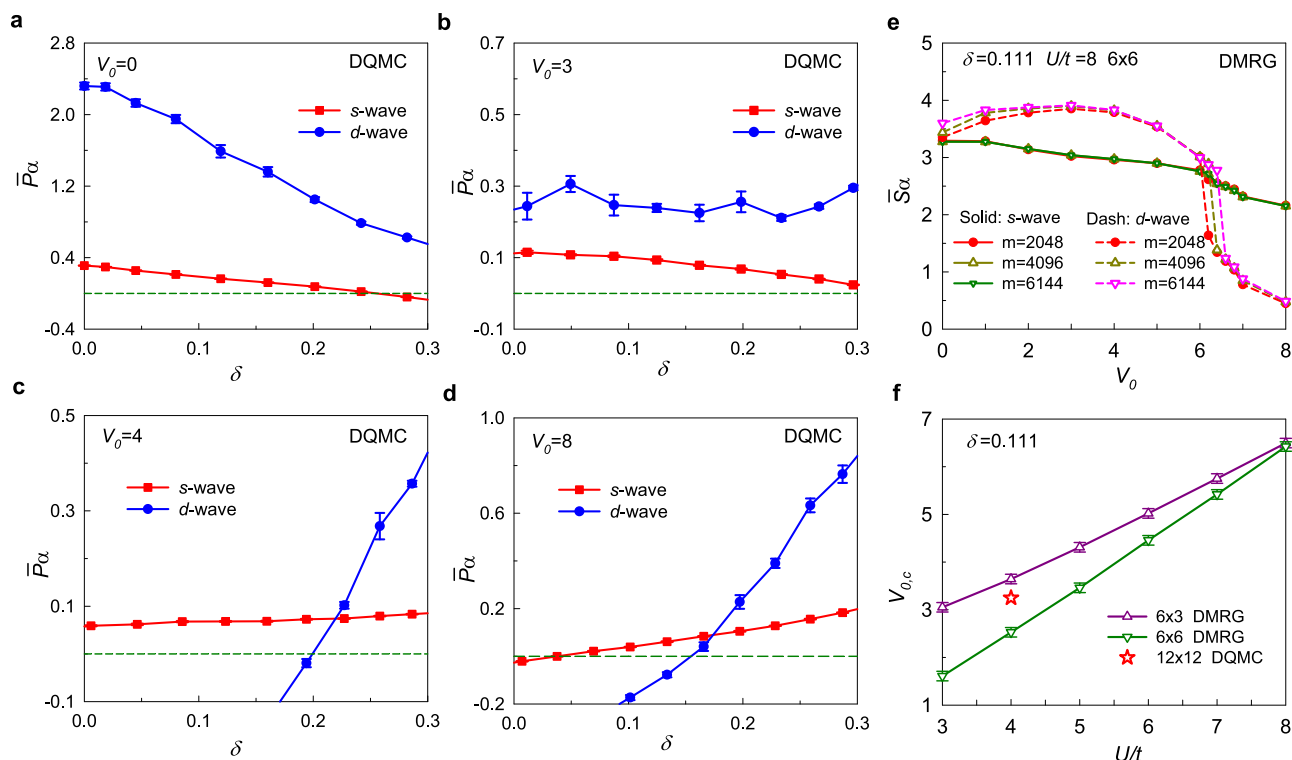 a
V0=0
DQMC
s-wave
d-wave
P̅α
2.8
2.0
1.2
0.4
-0.4
0.0
0.1
0.2
0.3
δ
b
V0=3
DQMC
s-wave
d-wave
P̅α
0.7
0.5
0.3
0.1
-0.1
0.0
0.1
0.2
0.3
δ
e
δ=0.111 U/t=8 6x6
DMRG
S̅α
5
4
3
2
1
0
Solid: s-wave
Dash: d-wave
m=2048
m=2048
m=4096
m=4096
m=6144
m=6144
0
2
4
6
8
V0
c
V0=4
DQMC
s-wave
d-wave
P̅α
0.5
0.3
0.1
-0.1
0.0
0.1
0.2
0.3
δ
d
V0=8
DQMC
s-wave
d-wave
P̅α
1.0
0.6
0.2
-0.2
0.0
0.1
0.2
0.3
δ
f
δ=0.111
V0,c
7
5
3
1
6x3 DMRG
6x6 DMRG
12x12 DQMC
3
4
5
6
7
8
U/t